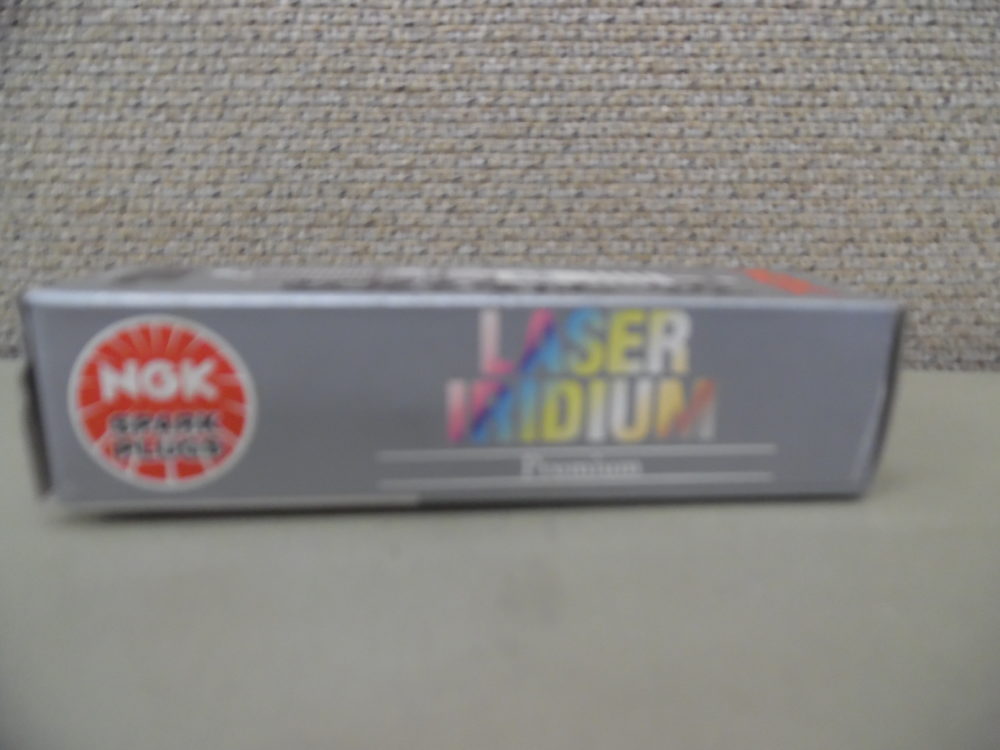 NGK
SPARK
PLUGS
LASER
IRIDIUM
Premium